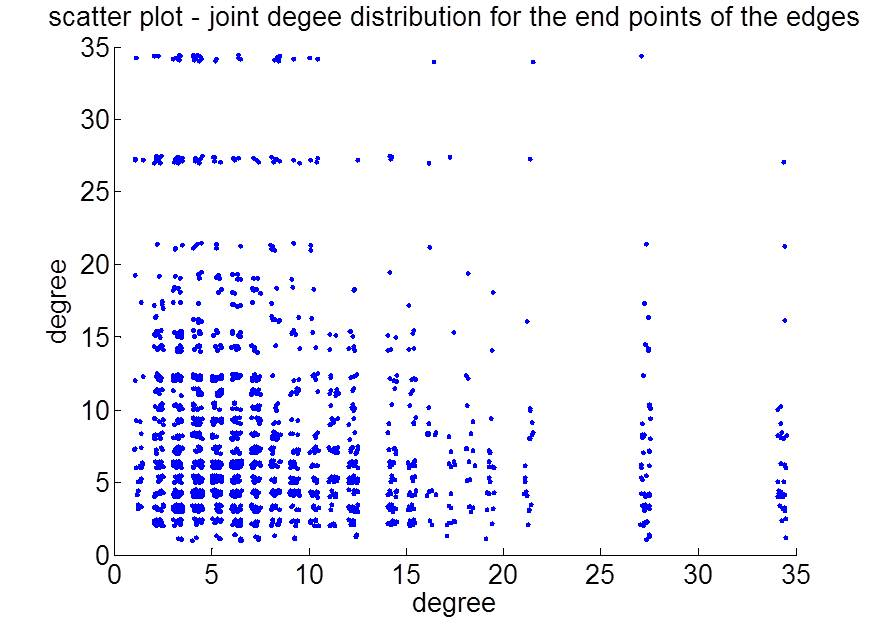 scatter plot - joint degee distribution for the end points of the edges
35
30
25
20
15
10
5
0
degree
0 5 10 15 20 25 30 35
degree